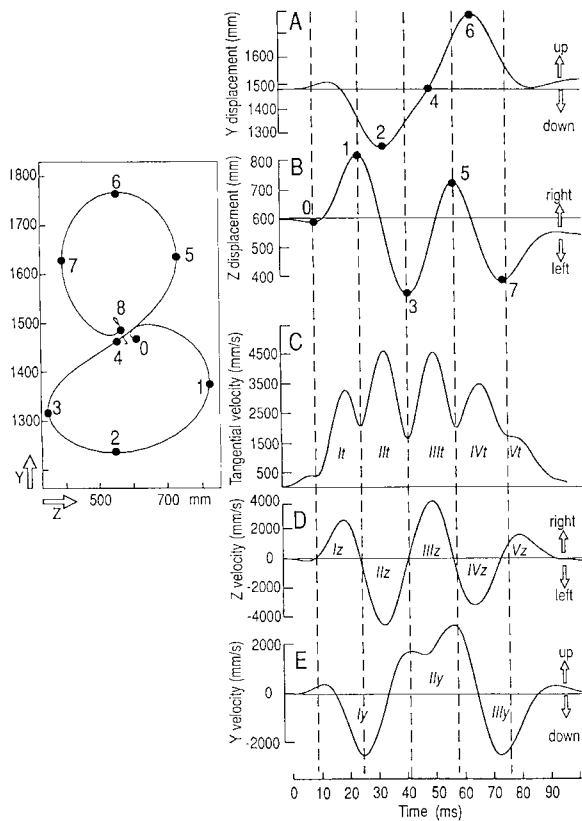 1800
1700
1600
1500
1400
1300
6
7
5
8
4
0
1
3
2
Y
Z
500
700
mm
A
Y displacement (mm)
1600
1500
1400
1300
6
4
2
up
down
B
Z displacement (mm)
800
700
600
500
400
0
1
5
3
7
right
left
C
Tangential velocity (mm/s)
4500
3000
1500
500
It
IIt
IIIt
IVt
Vt
D
Z velocity (mm/s)
4000
2000
0
-2000
-4000
Iz
IIz
IIIz
IVz
Vz
right
left
E
Y velocity (mm/s)
2000
0
-2000
Iy
IIy
IIIy
up
down
0 10 20 30 40 50 60 70 80 90 100
Time (ms)